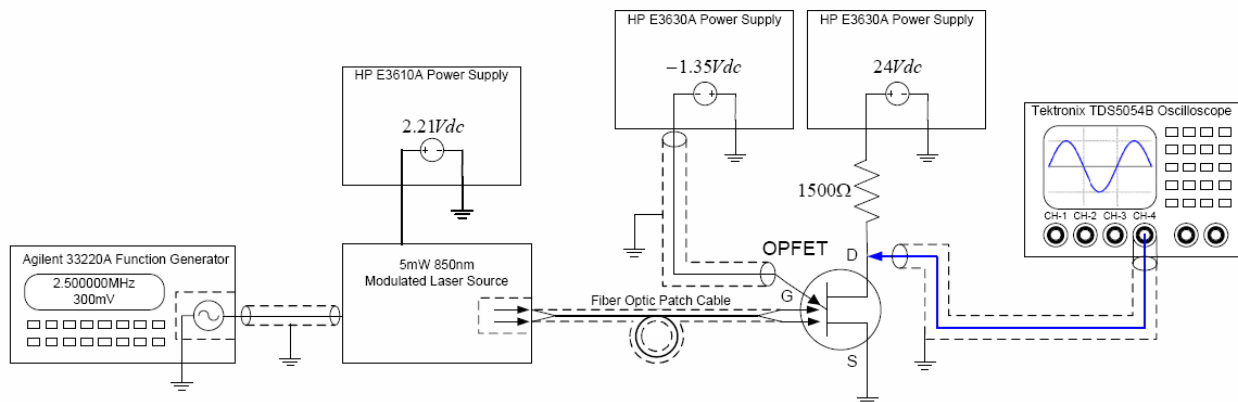 HP E3630A Power Supply
HP E3630A Power Supply
−1.35Vdc
24Vdc
HP E3610A Power Supply
2.21Vdc
Tektronix TDS5054B Oscilloscope
CH-1 CH-2 CH-3 CH-4
1500Ω
OPFET
D
G
S
Agilent 33220A Function Generator
2.500000MHz
300mV
5mW 850nm
Modulated Laser Source
Fiber Optic Patch Cable